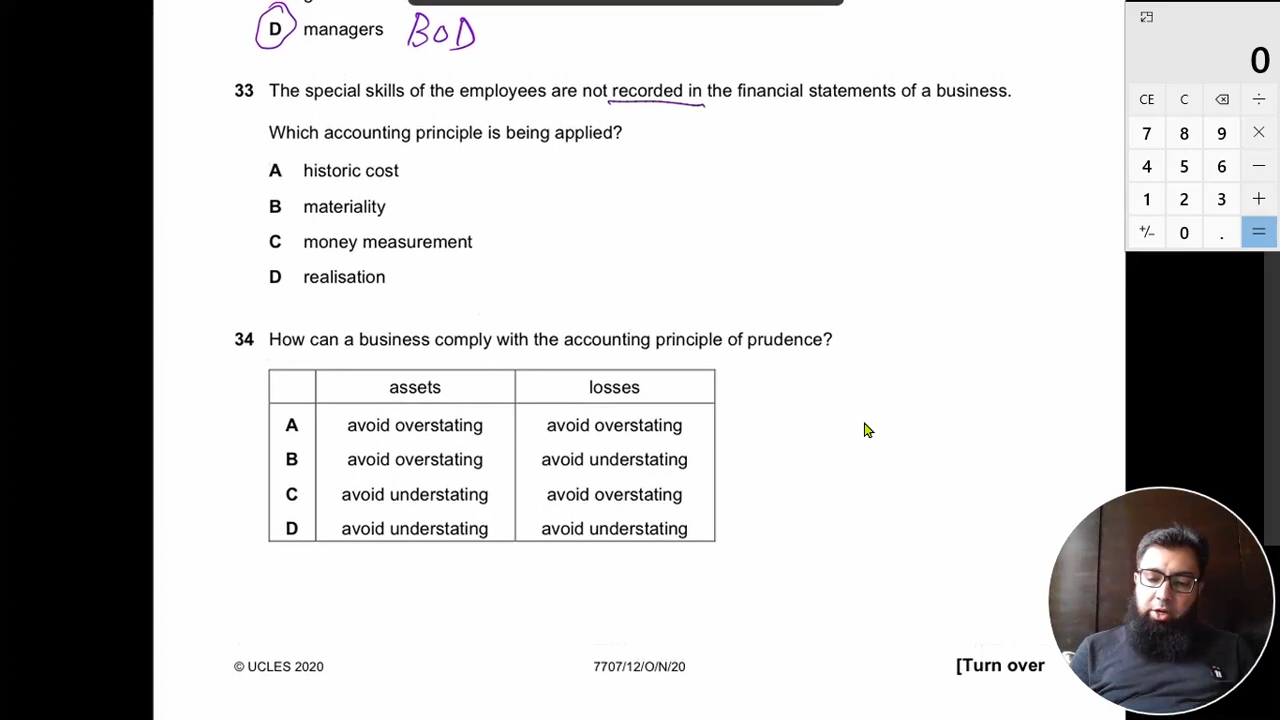 D managers BOD
0
33 The special skills of the employees are not recorded in the financial statements of a business.
CE C ⌫ ÷
Which accounting principle is being applied?
7 8 9 ×
A historic cost
4 5 6 −
B materiality
1 2 3 +
C money measurement
+/− 0 . =
D realisation
34 How can a business comply with the accounting principle of prudence?
assets losses
A avoid overstating avoid overstating
B avoid overstating avoid understating
C avoid understating avoid overstating
D avoid understating avoid understating
© UCLES 2020 7707/12/O/N/20 [Turn over